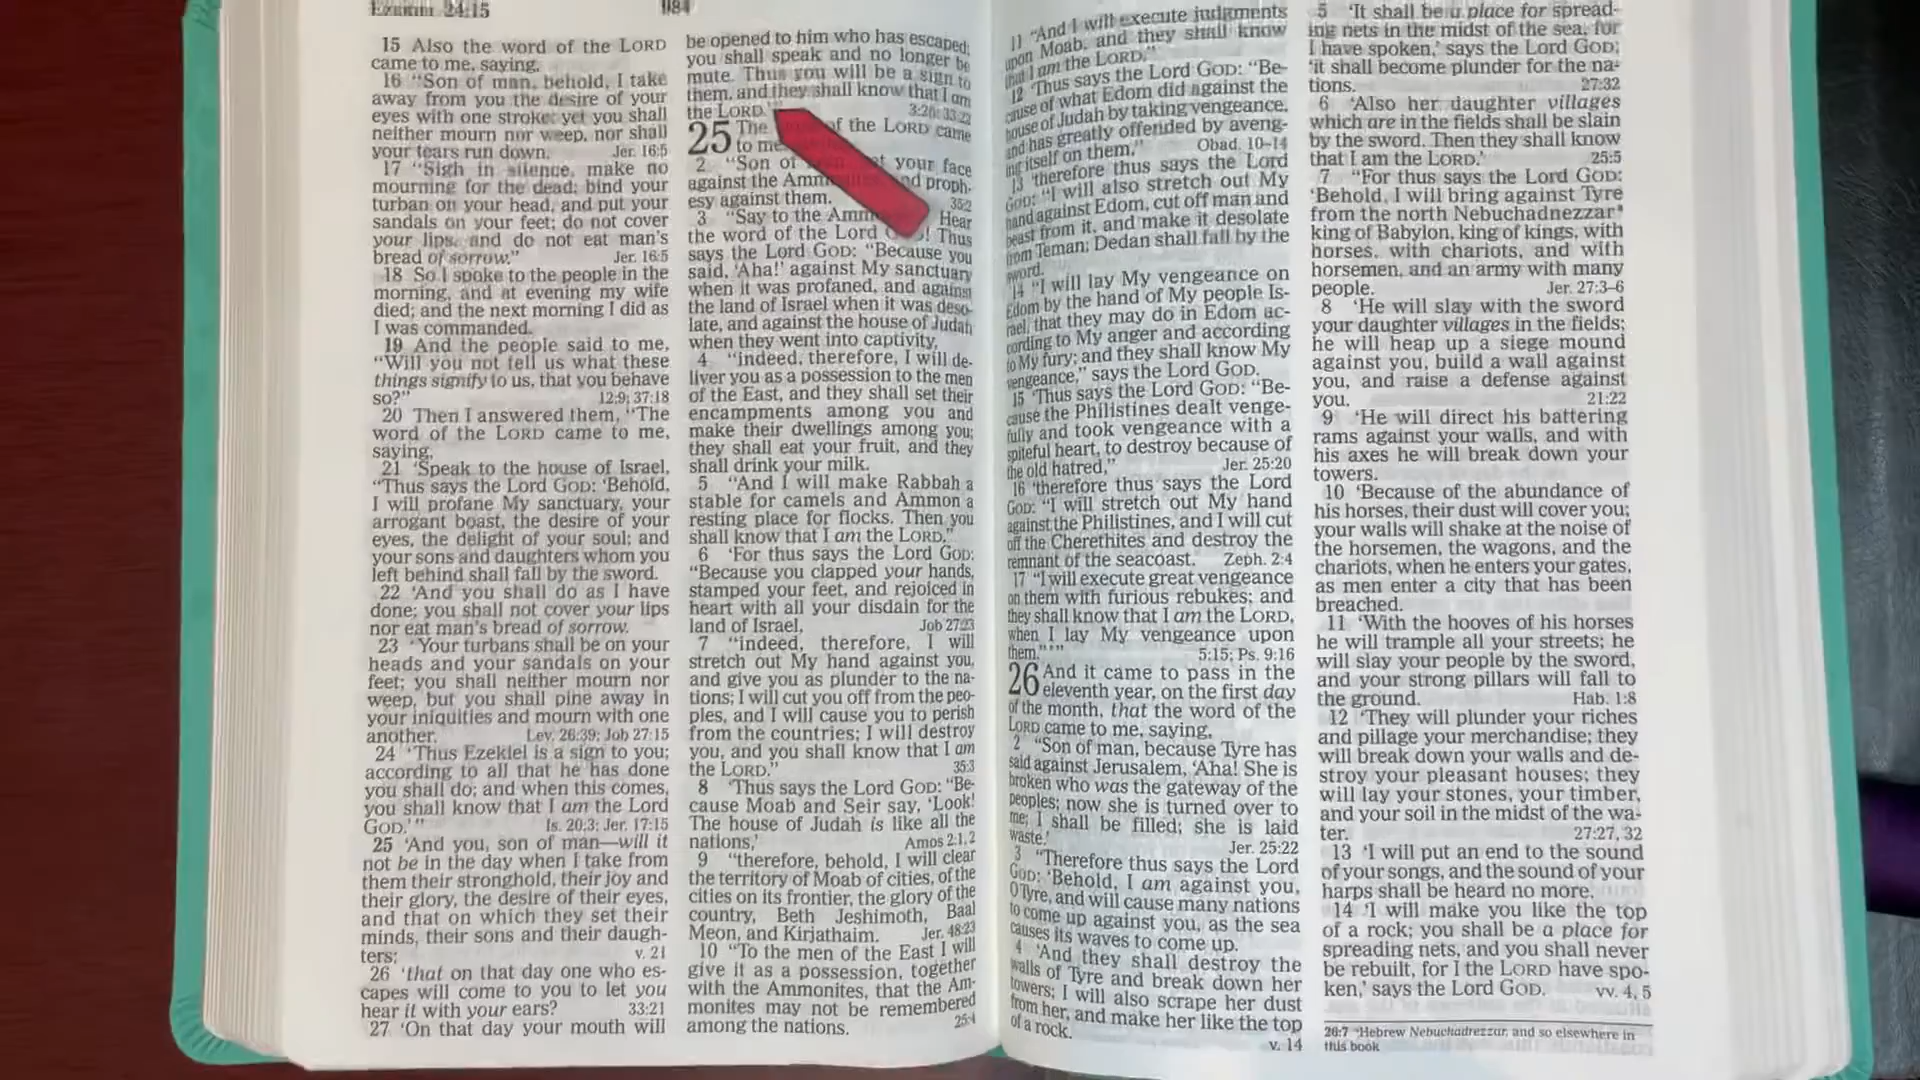 Ezekiel 24:15
1184
15 Also the word of the LORD
came to me, saying,
16 “Son of man, behold, I take
away from you the desire of your
eyes with one stroke; yet you shall
neither mourn nor weep, nor shall
your tears run down. Jer. 16:5
17 “Sigh in silence, make no
mourning for the dead; bind your
turban on your head, and put your
sandals on your feet; do not cover
your lips, and do not eat man's
bread of sorrow.” Jer. 16:5
18 So I spoke to the people in the
morning, and at evening my wife
died; and the next morning I did as
I was commanded.
19 And the people said to me,
“Will you not tell us what these
things signify to us, that you behave
so?” 12:9; 37:18
20 Then I answered them, “The
word of the LORD came to me,
saying,
21 ‘Speak to the house of Israel,
“Thus says the Lord GOD: ‘Behold,
I will profane My sanctuary, your
arrogant boast, the desire of your
eyes, the delight of your soul; and
your sons and daughters whom you
left behind shall fall by the sword.
22 ‘And you shall do as I have
done; you shall not cover your lips
nor eat man's bread of sorrow.
23 ‘Your turbans shall be on your
heads and your sandals on your
feet; you shall neither mourn nor
weep, but you shall pine away in
your iniquities and mourn with one
another. Lev. 26:39; Job 27:15
24 ‘Thus Ezekiel is a sign to you;
according to all that he has done
you shall do; and when this comes,
you shall know that I am the Lord
GOD.’ ” Is. 20:3; Jer. 17:15
25 ‘And you, son of man—will it
not be in the day when I take from
them their stronghold, their joy and
their glory, the desire of their eyes,
and that on which they set their
minds, their sons and their daugh-
ters: v. 21
26 ‘that on that day one who es-
capes will come to you to let you
hear it with your ears? 33:21
27 ‘On that day your mouth will
be opened to him who has escaped;
you shall speak and no longer be
mute. Thus you will be a sign to
them, and they shall know that I am
the LORD.’ ” 3:26; 33:22
25 The of the LORD came
to me
2 “Son of your face
against the Amm nd proph-
esy against them. 35:2
3 “Say to the Amm Hear
the word of the Lord ! Thus
says the Lord GOD: “Because you
said, ‘Aha!’ against My sanctuary
when it was profaned, and against
the land of Israel when it was deso-
late, and against the house of Judah
when they went into captivity,
4 “indeed, therefore, I will de-
liver you as a possession to the men
of the East, and they shall set their
encampments among you and
make their dwellings among you;
they shall eat your fruit, and they
shall drink your milk.
5 “And I will make Rabbah a
stable for camels and Ammon a
resting place for flocks. Then you
shall know that I am the LORD.”
6 ‘For thus says the Lord GOD:
“Because you clapped your hands,
stamped your feet, and rejoiced in
heart with all your disdain for the
land of Israel, Job 27:23
7 “indeed, therefore, I will
stretch out My hand against you,
and give you as plunder to the na-
tions; I will cut you off from the peo-
ples, and I will cause you to perish
from the countries; I will destroy
you, and you shall know that I am
the LORD.” 35:3
8 ‘Thus says the Lord GOD: “Be-
cause Moab and Seir say, ‘Look!
The house of Judah is like all the
nations,’ Amos 2:1, 2
9 “therefore, behold, I will clear
the territory of Moab of cities, of the
cities on its frontier, the glory of the
country, Beth Jeshimoth, Baal
Meon, and Kirjathaim. Jer. 48:23
10 “To the men of the East I will
give it as a possession, together
with the Ammonites, that the Am-
monites may not be remembered
among the nations. 25:4
11 “And I will execute judgments
upon Moab, and they shall know
that I am the LORD.”
12 ‘Thus says the Lord GOD: “Be-
cause of what Edom did against the
house of Judah by taking vengeance,
and has greatly offended by aveng-
ing itself on them,” Obad. 10–14
13 ‘therefore thus says the Lord
GOD: “I will also stretch out My
hand against Edom, cut off man and
beast from it, and make it desolate
from Teman; Dedan shall fall by the
sword.
14 “I will lay My vengeance on
Edom by the hand of My people Is-
rael, that they may do in Edom ac-
cording to My anger and according
to My fury; and they shall know My
vengeance,” says the Lord GOD.
15 ‘Thus says the Lord GOD: “Be-
cause the Philistines dealt venge-
fully and took vengeance with a
spiteful heart, to destroy because of
the old hatred,” Jer. 25:20
16 ‘therefore thus says the Lord
GOD: “I will stretch out My hand
against the Philistines, and I will cut
off the Cherethites and destroy the
remnant of the seacoast. Zeph. 2:4
17 “I will execute great vengeance
on them with furious rebukes; and
they shall know that I am the LORD,
when I lay My vengeance upon
them.” ’ ” 5:15; Ps. 9:16
26 And it came to pass in the
eleventh year, on the first day
of the month, that the word of the
LORD came to me, saying,
2 “Son of man, because Tyre has
said against Jerusalem, ‘Aha! She is
broken who was the gateway of the
peoples; now she is turned over to
me; I shall be filled; she is laid
waste.’ Jer. 25:22
3 “Therefore thus says the Lord
GOD: ‘Behold, I am against you,
O Tyre, and will cause many nations
to come up against you, as the sea
causes its waves to come up.
4 ‘And they shall destroy the
walls of Tyre and break down her
towers; I will also scrape her dust
from her, and make her like the top
of a rock. v. 14
5 ‘It shall be a place for spread-
ing nets in the midst of the sea, for
I have spoken,’ says the Lord GOD;
‘it shall become plunder for the na-
tions. 27:32
6 ‘Also her daughter villages
which are in the fields shall be slain
by the sword. Then they shall know
that I am the LORD.’ 25:5
7 “For thus says the Lord GOD:
‘Behold, I will bring against Tyre
from the north Nebuchadnezzar*
king of Babylon, king of kings, with
horses, with chariots, and with
horsemen, and an army with many
people. Jer. 27:3–6
8 ‘He will slay with the sword
your daughter villages in the fields;
he will heap up a siege mound
against you, build a wall against
you, and raise a defense against
you. 21:22
9 ‘He will direct his battering
rams against your walls, and with
his axes he will break down your
towers.
10 ‘Because of the abundance of
his horses, their dust will cover you;
your walls will shake at the noise of
the horsemen, the wagons, and the
chariots, when he enters your gates,
as men enter a city that has been
breached.
11 ‘With the hooves of his horses
he will trample all your streets; he
will slay your people by the sword,
and your strong pillars will fall to
the ground. Hab. 1:8
12 ‘They will plunder your riches
and pillage your merchandise; they
will break down your walls and de-
stroy your pleasant houses; they
will lay your stones, your timber,
and your soil in the midst of the wa-
ter. 27:27, 32
13 ‘I will put an end to the sound
of your songs, and the sound of your
harps shall be heard no more.
14 ‘I will make you like the top
of a rock; you shall be a place for
spreading nets, and you shall never
be rebuilt, for I the LORD have spo-
ken,’ says the Lord GOD. vv. 4, 5
26:7 *Hebrew Nebuchadrezzar, and so elsewhere in
this book